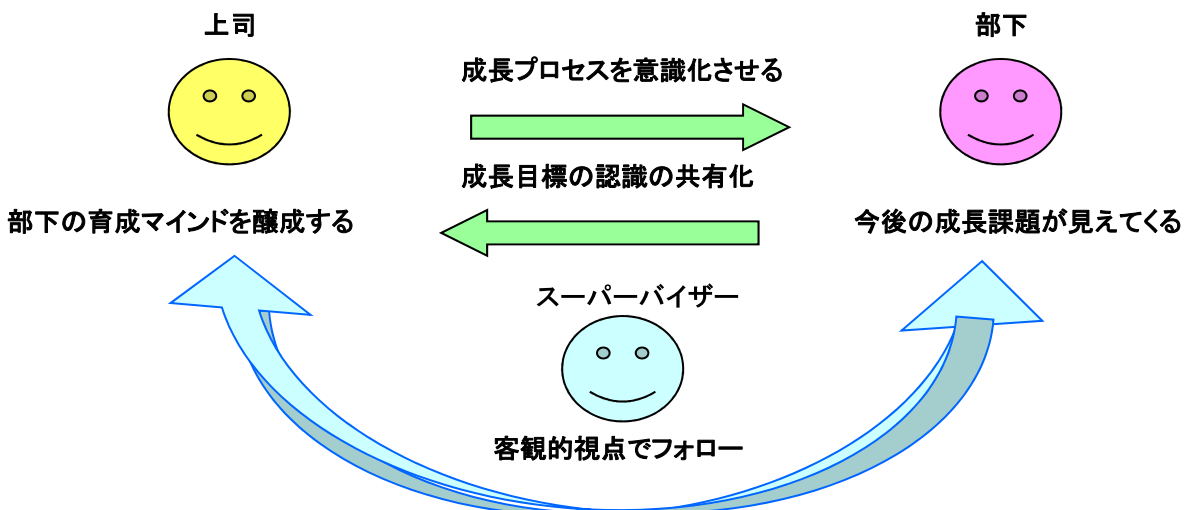 上司
部下
成長プロセスを意識化させる
成長目標の認識の共有化
部下の育成マインドを醸成する
今後の成長課題が見えてくる
スーパーバイザー
客観的視点でフォロー